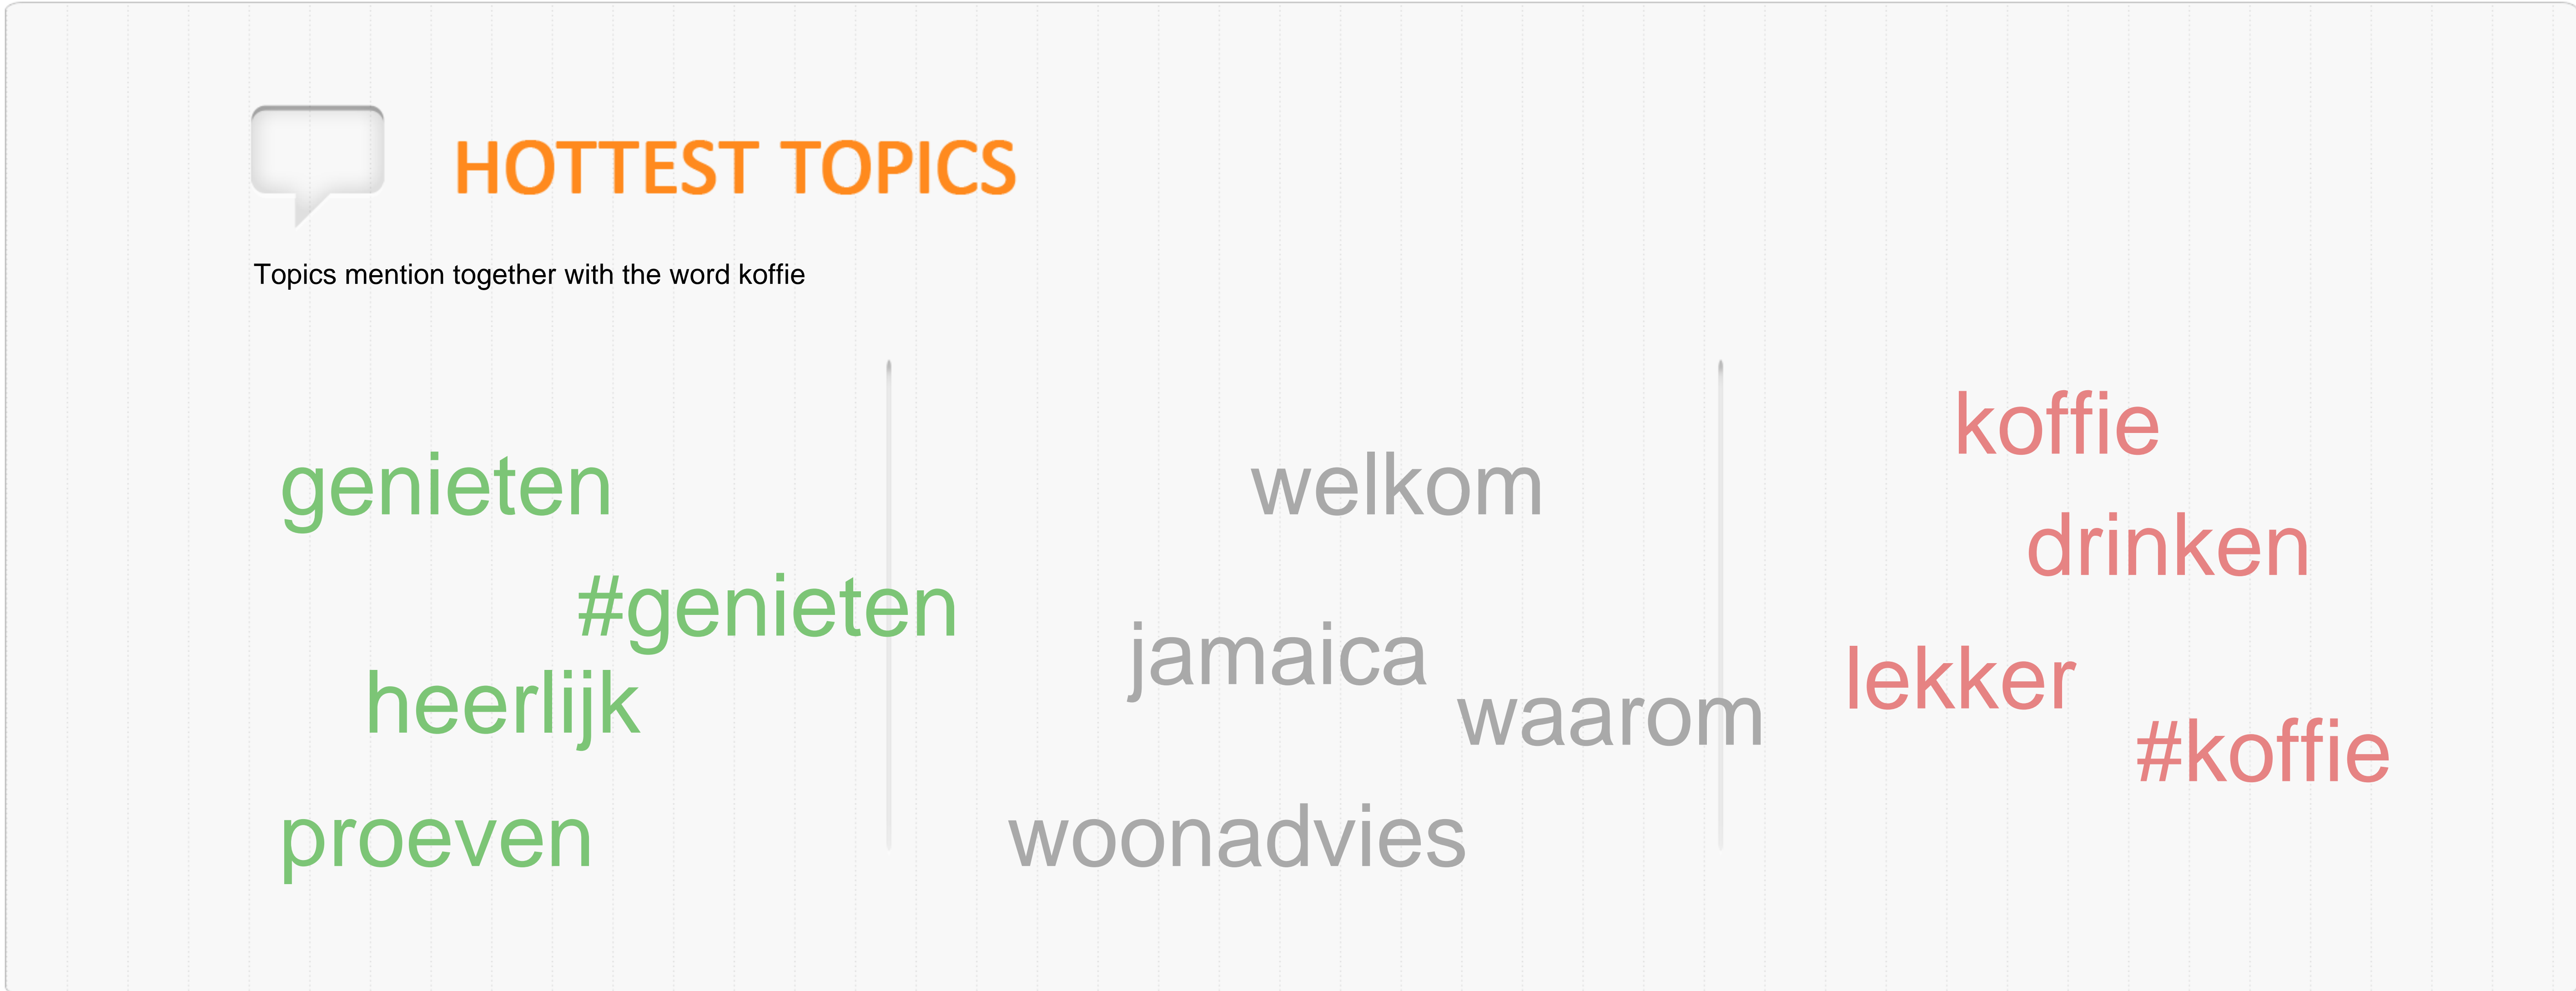 HOTTEST TOPICS
Topics mention together with the word koffie
genieten
#genieten
heerlijk
proeven
welkom
jamaica
waarom
woonadvies
koffie
drinken
lekker
#koffie